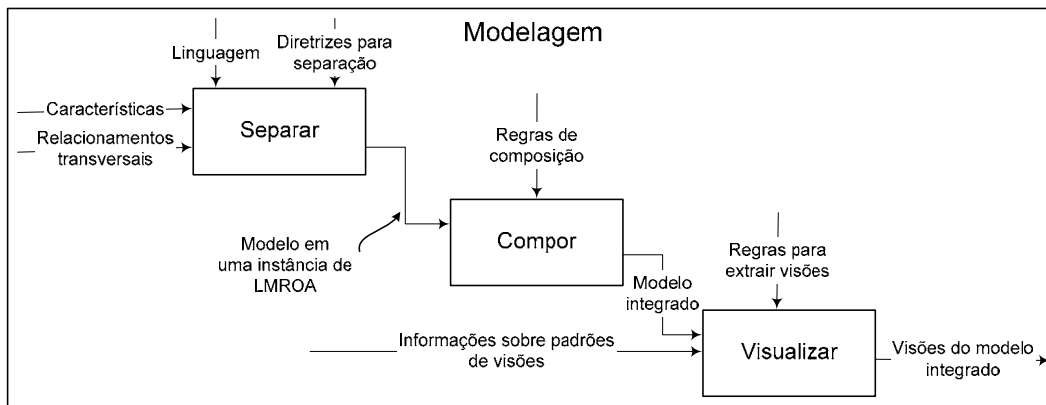 Modelagem
Linguagem
Diretrizes para
separação
Características
Relacionamentos
transversais
Separar
Regras de
composição
Modelo em
uma instância de
LMROA
Compor
Regras para
extrair visões
Modelo
integrado
Informações sobre padrões
de visões
Visualizar
Visões do modelo
integrado